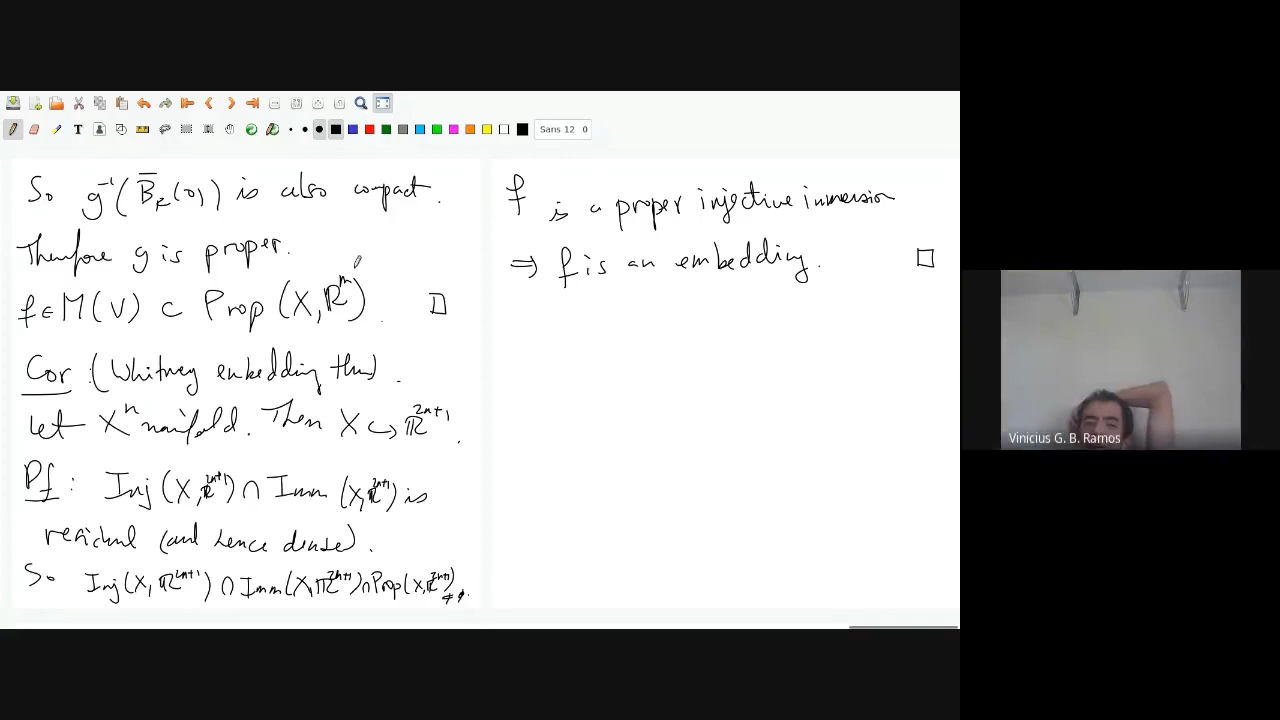 Sans 12 0
So g⁻¹(B̄_R(0)) is also compact.
Therefore g is proper.
f ∈ M(V) ⊂ Prop (X, ℝᵐ). □
Cor: (Whitney embedding thm).
Let Xⁿ manifold. Then X ↪ ℝ²ⁿ⁺¹.
Pf: Inj (X, ℝ²ⁿ⁺¹) ∩ Imm (X, ℝ²ⁿ⁺¹) is
residual (and hence dense).
So Inj (X, ℝ²ⁿ⁺¹) ∩ Imm (X, ℝ²ⁿ⁺¹) ∩ Prop (X, ℝ²ⁿ⁺¹) ≠ ∅.
f is a proper injective immersion
⇒ f is an embedding. □
Vinicius G. B. Ramos